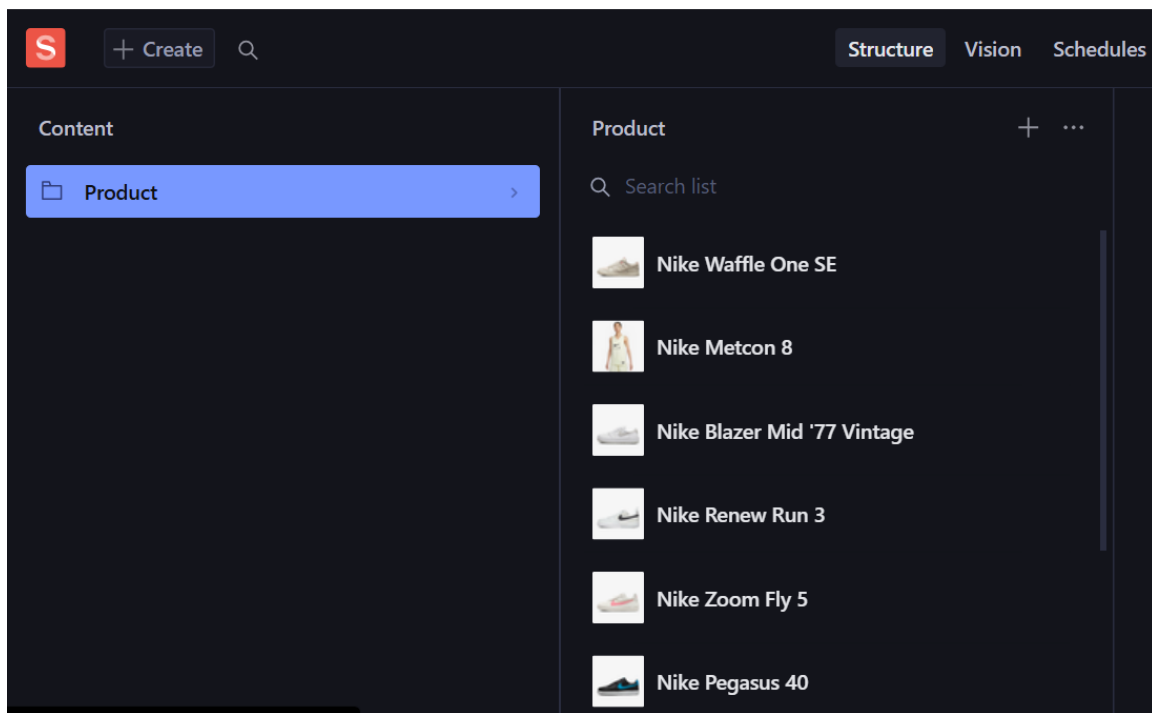 S
Create
Structure Vision Schedules
Content
Product
Product
Search list
Nike Waffle One SE
Nike Metcon 8
Nike Blazer Mid '77 Vintage
Nike Renew Run 3
Nike Zoom Fly 5
Nike Pegasus 40